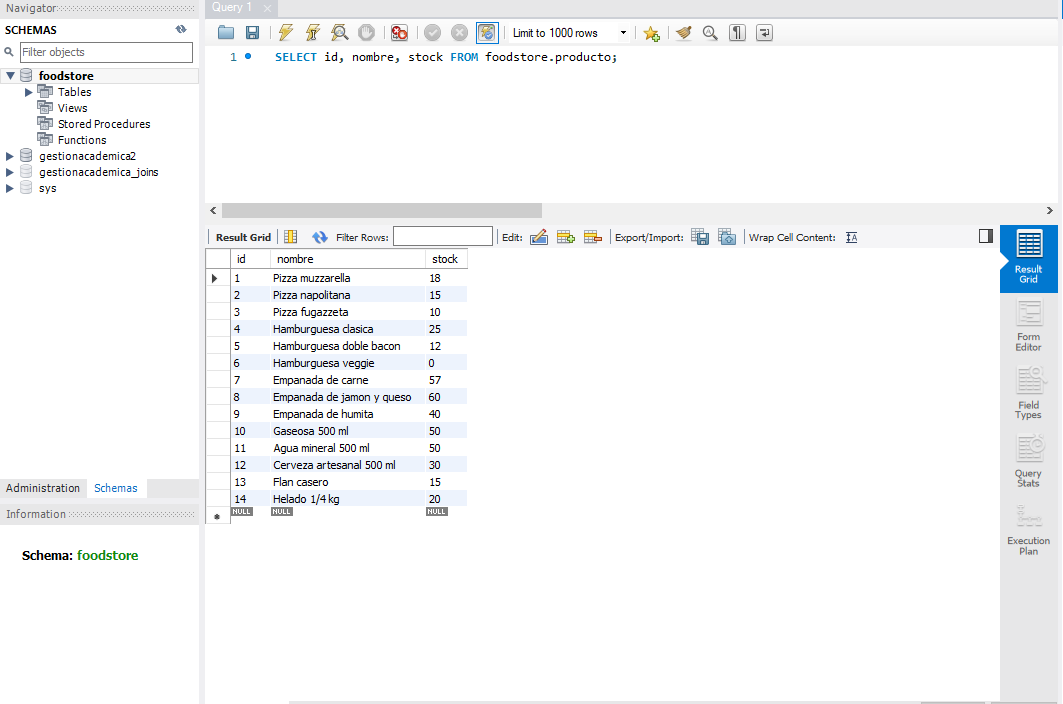 Navigator
Query 1
SCHEMAS
Filter objects
foodstore
Tables
Views
Stored Procedures
Functions
gestionacademica2
gestionacademica_joins
sys
Administration Schemas
Information
Schema: foodstore
Limit to 1000 rows
1 SELECT id, nombre, stock FROM foodstore.producto;
Result Grid Filter Rows: Edit: Export/Import: Wrap Cell Content:
id nombre stock
1 Pizza muzzarella 18
2 Pizza napolitana 15
3 Pizza fugazzeta 10
4 Hamburguesa clasica 25
5 Hamburguesa doble bacon 12
6 Hamburguesa veggie 0
7 Empanada de carne 57
8 Empanada de jamon y queso 60
9 Empanada de humita 40
10 Gaseosa 500 ml 50
11 Agua mineral 500 ml 50
12 Cerveza artesanal 500 ml 30
13 Flan casero 15
14 Helado 1/4 kg 20
NULL NULL NULL
Result
Grid
Form
Editor
Field
Types
Query
Stats
Execution
Plan